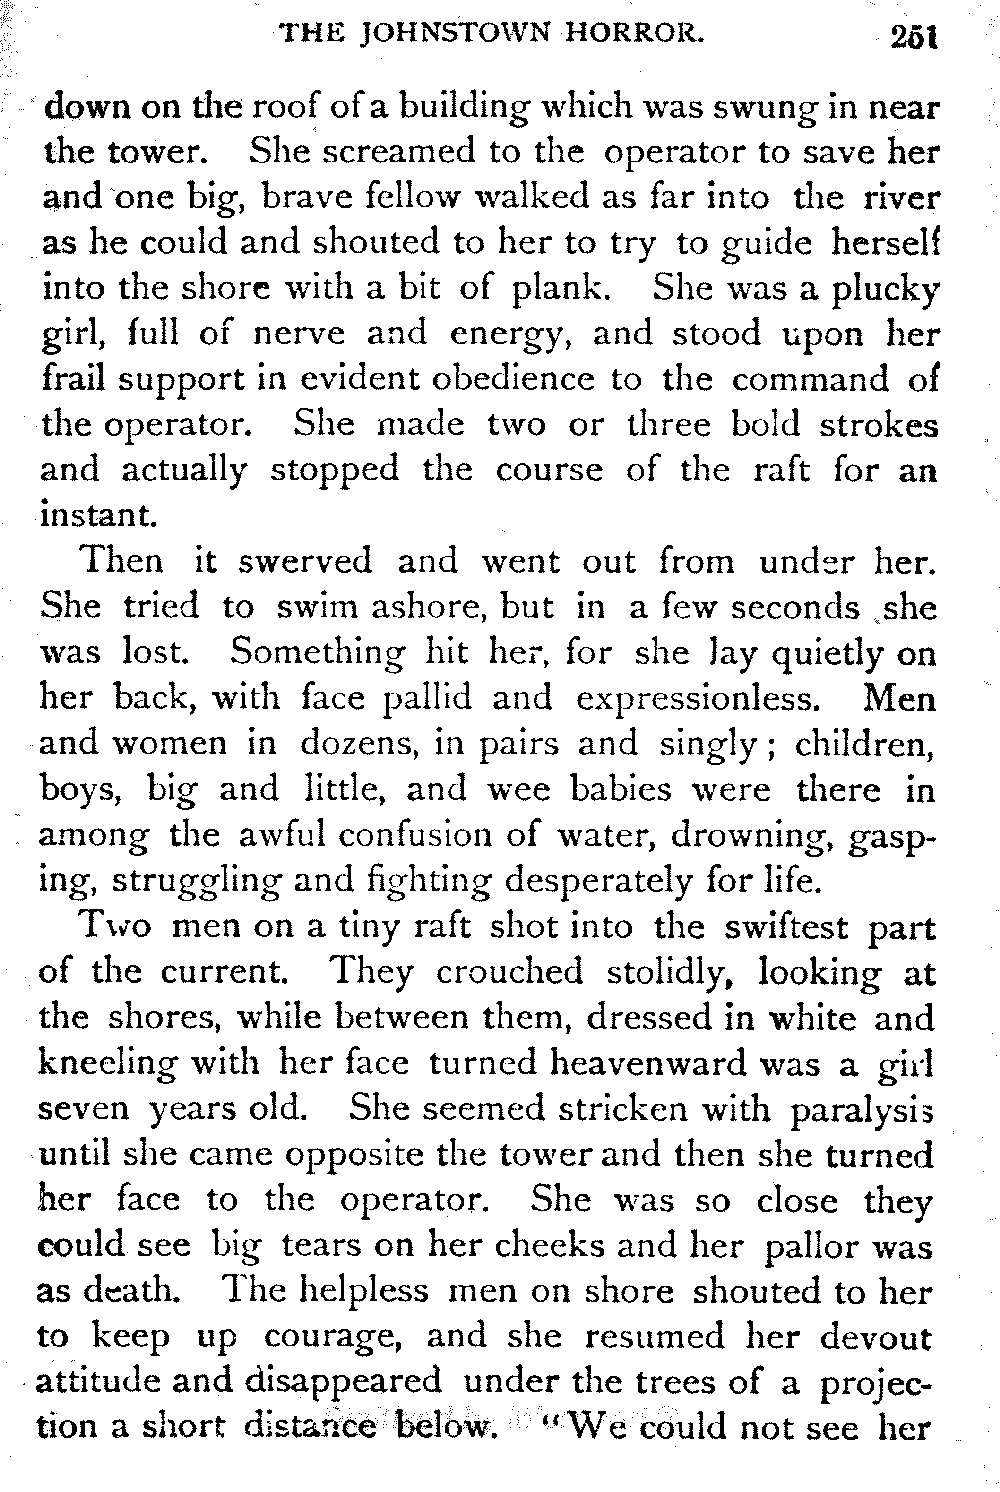 THE JOHNSTOWN HORROR. 251
down on the roof of a building which was swung in near
the tower. She screamed to the operator to save her
and one big, brave fellow walked as far into the river
as he could and shouted to her to try to guide herself
into the shore with a bit of plank. She was a plucky
girl, full of nerve and energy, and stood upon her
frail support in evident obedience to the command of
the operator. She made two or three bold strokes
and actually stopped the course of the raft for an
instant.
Then it swerved and went out from under her.
She tried to swim ashore, but in a few seconds she
was lost. Something hit her, for she lay quietly on
her back, with face pallid and expressionless. Men
and women in dozens, in pairs and singly; children,
boys, big and little, and wee babies were there in
among the awful confusion of water, drowning, gasp-
ing, struggling and fighting desperately for life.
Two men on a tiny raft shot into the swiftest part
of the current. They crouched stolidly, looking at
the shores, while between them, dressed in white and
kneeling with her face turned heavenward was a girl
seven years old. She seemed stricken with paralysis
until she came opposite the tower and then she turned
her face to the operator. She was so close they
could see big tears on her cheeks and her pallor was
as death. The helpless men on shore shouted to her
to keep up courage, and she resumed her devout
attitude and disappeared under the trees of a projec-
tion a short distance below. "We could not see her